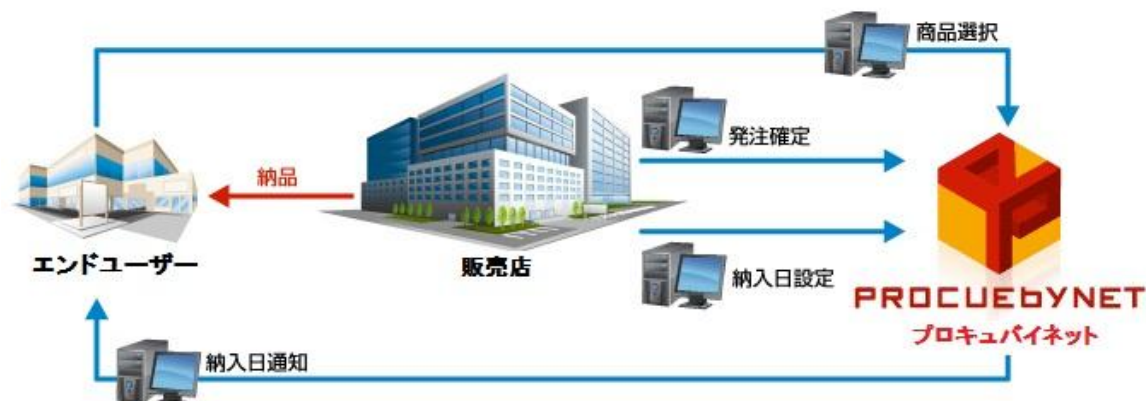 商品選択
発注確定
納品
エンドユーザー
販売店
納入日設定
PROCUEbYNET
プロキュバイネット
納入日通知